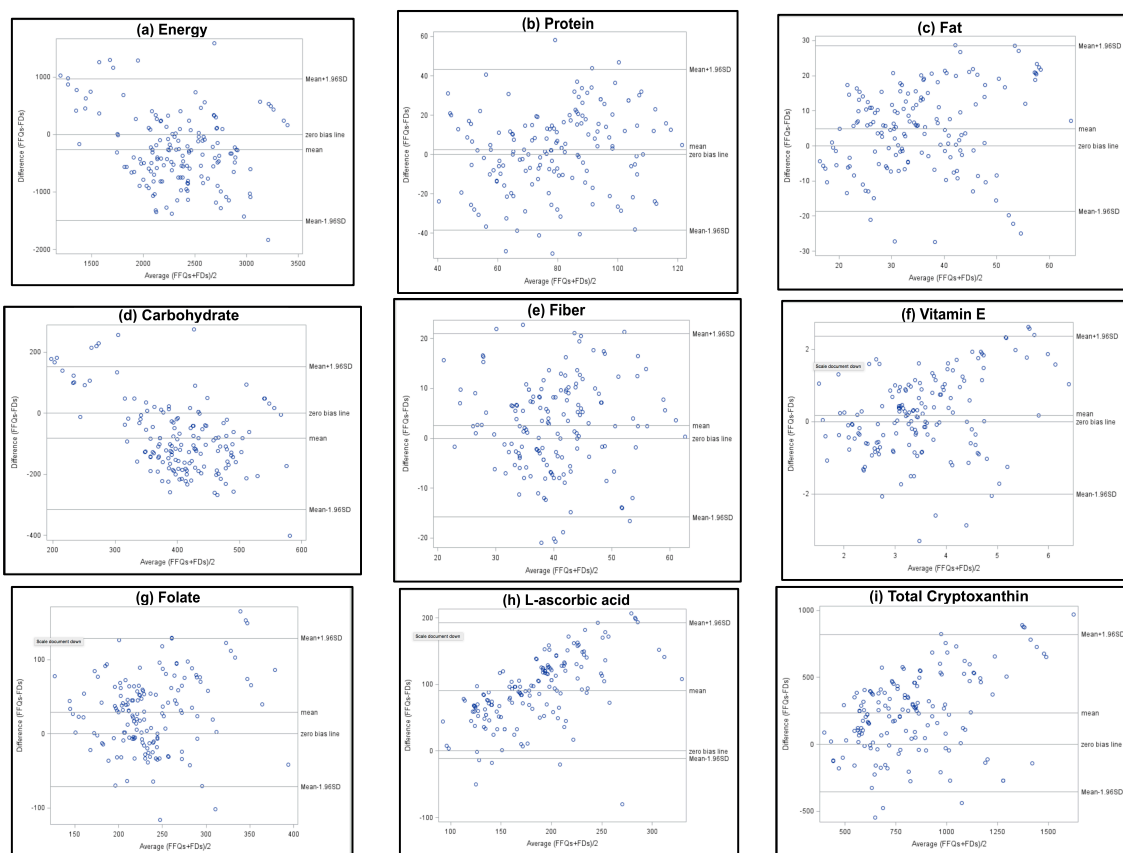 (a) Energy
Difference (FFQs-FDs)
1000
0
-1000
-2000
Mean+1.96SD
zero bias line
mean
Mean-1.96SD
1500 2000 2500 3000 3500
Average (FFQs+FDs)/2
(b) Protein
Difference (FFQs-FDs)
60
40
20
0
-20
-40
Mean+1.96SD
mean
zero bias line
Mean-1.96SD
40 60 80 100 120
Average (FFQs+FDs)/2
(c) Fat
Difference (FFQs-FDs)
30
20
10
0
-10
-20
-30
Mean+1.96SD
mean
zero bias line
Mean-1.96SD
20 30 40 50 60
Average (FFQs+FDs)/2
(d) Carbohydrate
Difference (FFQs-FDs)
200
0
-200
-400
Mean+1.96SD
zero bias line
mean
Mean-1.96SD
200 300 400 500 600
Average (FFQs+FDs)/2
(e) Fiber
Difference (FFQs-FDs)
20
10
0
-10
-20
Mean+1.96SD
mean
zero bias line
Mean-1.96SD
20 30 40 50 60
Average (FFQs+FDs)/2
(f) Vitamin E
Difference (FFQs-FDs)
2
0
-2
Scale document down
Mean+1.96SD
mean
zero bias line
Mean-1.96SD
2 3 4 5 6
Average (FFQs+FDs)/2
(g) Folate
Difference (FFQs-FDs)
Scale document down
100
0
-100
Mean+1.96SD
mean
zero bias line
Mean-1.96SD
150 200 250 300 350 400
Average (FFQs+FDs)/2
(h) L-ascorbic acid
Difference (FFQs-FDs)
200
Scale document down
100
0
-100
Mean+1.96SD
mean
zero bias line
Mean-1.96SD
100 150 200 250 300
Average (FFQs+FDs)/2
(i) Total Cryptoxanthin
Difference (FFQs-FDs)
1000
500
0
-500
Mean+1.96SD
mean
zero bias line
Mean-1.96SD
500 750 1000 1250 1500
Average (FFQs+FDs)/2